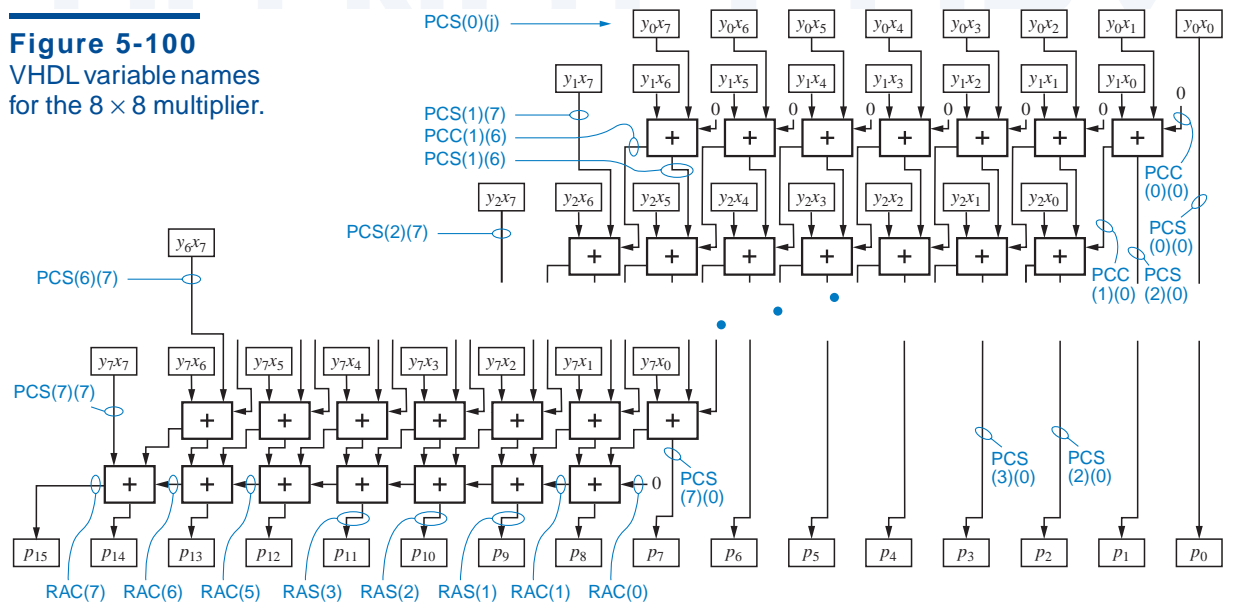 Figure 5-100
VHDL variable names
for the 8 × 8 multiplier.
PCS(0)(j)
y0x7 y0x6 y0x5 y0x4 y0x3 y0x2 y0x1 y0x0
y1x7 y1x6 y1x5 y1x4 y1x3 y1x2 y1x1 y1x0
0 0 0 0 0 0 0
PCS(1)(7)
PCC(1)(6)
PCS(1)(6)
+ + + + + + +
PCC
(0)(0)
y2x7 y2x6 y2x5 y2x4 y2x3 y2x2 y2x1 y2x0
PCS(2)(7)
PCS
(0)(0)
+ + + + + + +
PCC
(1)(0)
PCS
(2)(0)
y6x7
PCS(6)(7)
y7x7 y7x6 y7x5 y7x4 y7x3 y7x2 y7x1 y7x0
PCS(7)(7)
+ + + + + + +
+ + + + + + + 0
PCS
(7)(0)
PCS
(3)(0)
PCS
(2)(0)
p15 p14 p13 p12 p11 p10 p9 p8 p7 p6 p5 p4 p3 p2 p1 p0
RAC(7) RAC(6) RAC(5) RAS(3) RAS(2) RAS(1) RAC(1) RAC(0)